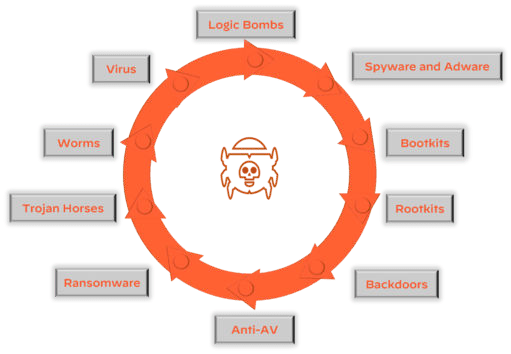 Logic Bombs
Spyware and Adware
Bootkits
Rootkits
Backdoors
Anti-AV
Ransomware
Trojan Horses
Worms
Virus